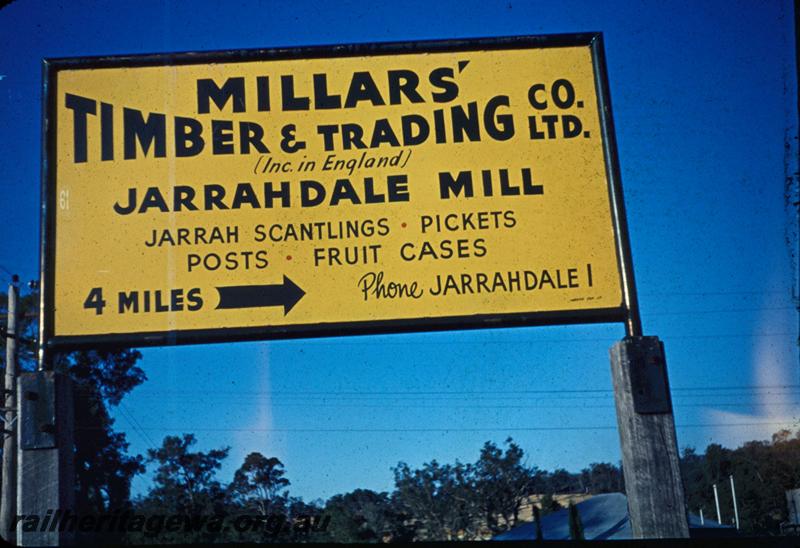 MILLARS'
TIMBER & TRADING CO. LTD.
(Inc. in England)
JARRAHDALE MILL
JARRAH SCANTLINGS • PICKETS
POSTS • FRUIT CASES
4 MILES
Phone JARRAHDALE 1
www.railheritagewa.org.au